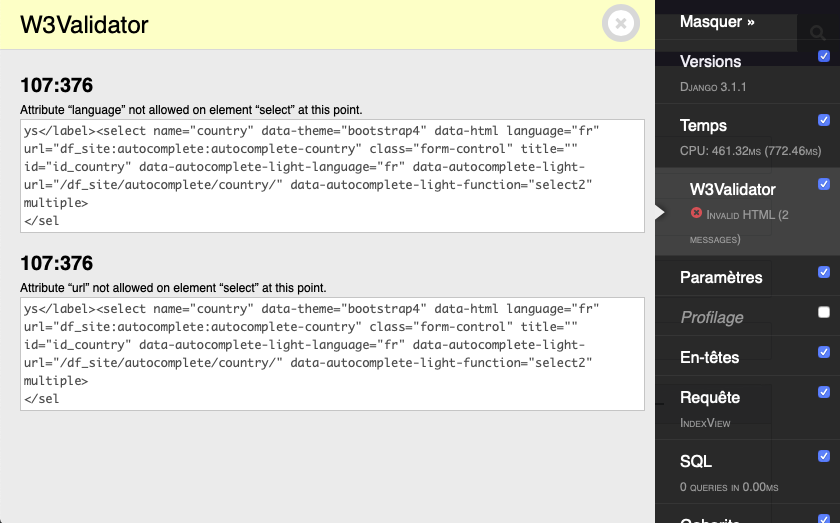 W3Validator
107:376
Attribute “language” not allowed on element “select” at this point.
ys</label><select name="country" data-theme="bootstrap4" data-html language="fr"
url="df_site:autocomplete:autocomplete-country" class="form-control" title=""
id="id_country" data-autocomplete-light-language="fr" data-autocomplete-light-
url="/df_site/autocomplete/country/" data-autocomplete-light-function="select2"
multiple>
</sel
107:376
Attribute “url” not allowed on element “select” at this point.
ys</label><select name="country" data-theme="bootstrap4" data-html language="fr"
url="df_site:autocomplete:autocomplete-country" class="form-control" title=""
id="id_country" data-autocomplete-light-language="fr" data-autocomplete-light-
url="/df_site/autocomplete/country/" data-autocomplete-light-function="select2"
multiple>
</sel
Masquer »
Versions
Django 3.1.1
Temps
CPU: 461.32ms (772.46ms)
W3Validator
Invalid HTML (2
messages)
Paramètres
Profilage
En-têtes
Requête
IndexView
SQL
0 queries in 0.00ms